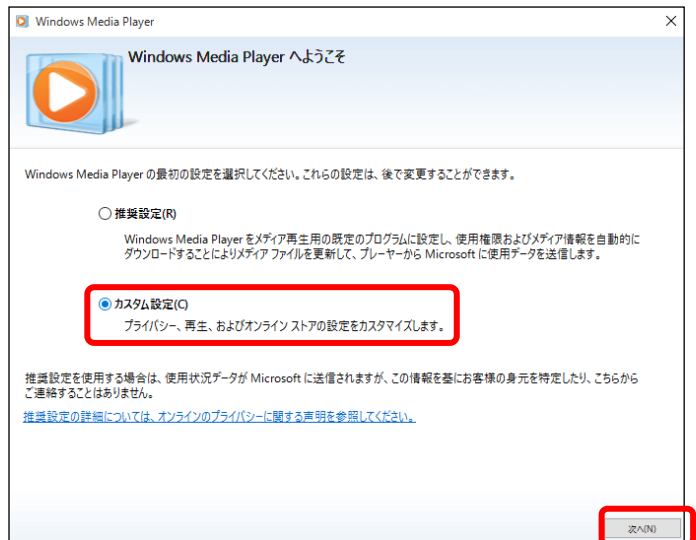 Windows Media Player
Windows Media Player へようこそ
Windows Media Player の最初の設定を選択してください。これらの設定は、後で変更することができます。
推奨設定(R)
Windows Media Player をメディア再生用の既定のプログラムに設定し、使用権限およびメディア情報を自動的に
ダウンロードすることによりメディア ファイルを更新して、プレーヤーから Microsoft に使用データを送信します。
カスタム設定(C)
プライバシー、再生、およびオンライン ストアの設定をカスタマイズします。
推奨設定を使用する場合は、使用状況データが Microsoft に送信されますが、この情報を基にお客様の身元を特定したり、こちらから
ご連絡することはありません。
推奨設定の詳細については、オンラインのプライバシーに関する声明を参照してください。
次へ(N)